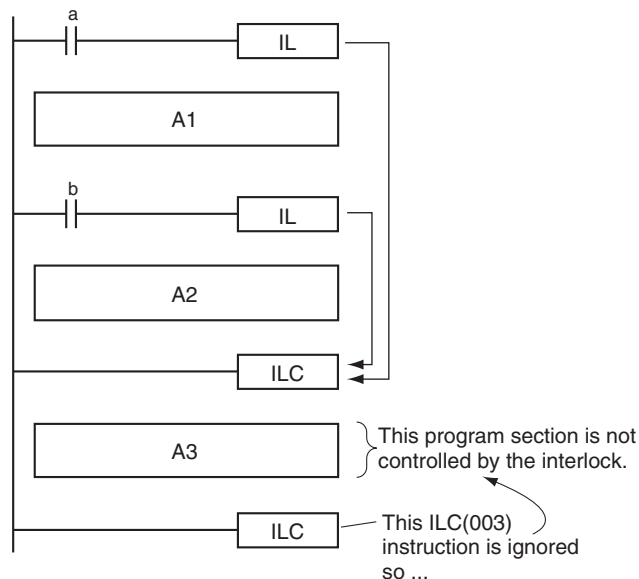 a
IL
A1
b
IL
A2
ILC
A3
This program section is not
controlled by the interlock.
ILC
This ILC(003)
instruction is ignored
so ...